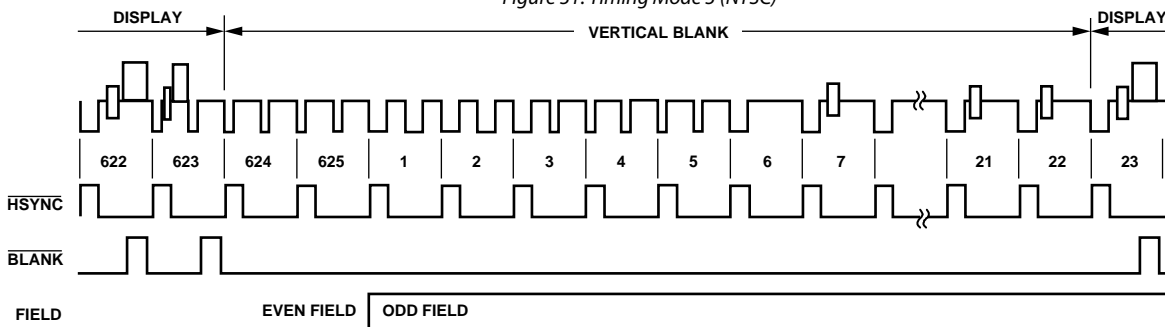 Figure 51. Timing Mode 3 (NTSC)
DISPLAY
VERTICAL BLANK
DISPLAY
622 623 624 625 1 2 3 4 5 6 7 21 22 23
HSYNC
BLANK
FIELD
EVEN FIELD
ODD FIELD